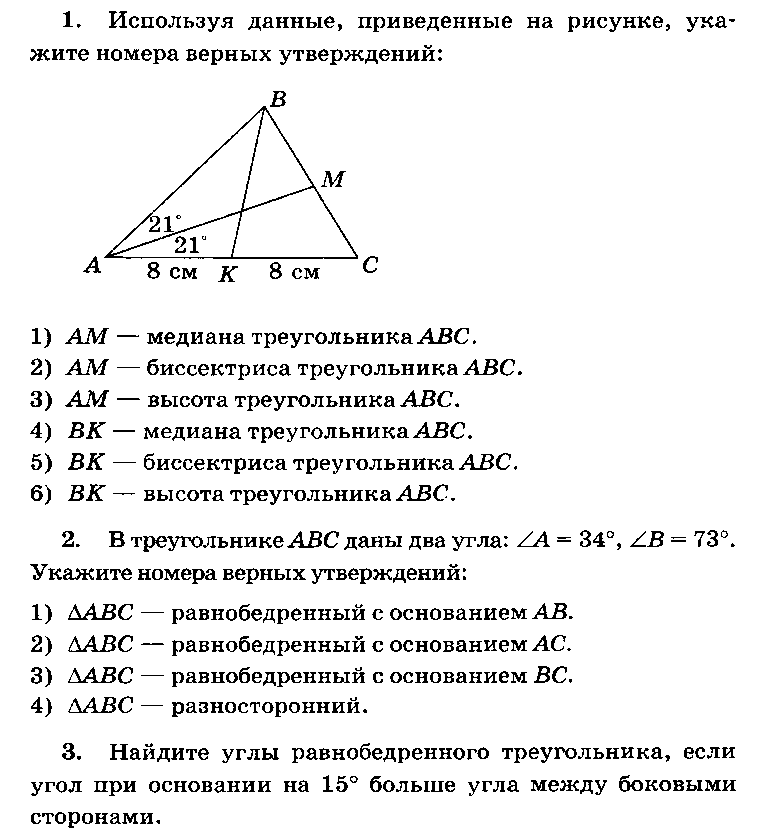 1. Используя данные, приведенные на рисунке, ука-
жите номера верных утверждений:
B
M
21°
21°
A
8 см
K
8 см
C
1) AM — медиана треугольника ABC.
2) AM — биссектриса треугольника ABC.
3) AM — высота треугольника ABC.
4) BK — медиана треугольника ABC.
5) BK — биссектриса треугольника ABC.
6) BK — высота треугольника ABC.
2. В треугольнике ABC даны два угла: ∠A = 34°, ∠B = 73°.
Укажите номера верных утверждений:
1) ΔABC — равнобедренный с основанием AB.
2) ΔABC — равнобедренный с основанием AC.
3) ΔABC — равнобедренный с основанием BC.
4) ΔABC — разносторонний.
3. Найдите углы равнобедренного треугольника, если
угол при основании на 15° больше угла между боковыми
сторонами.